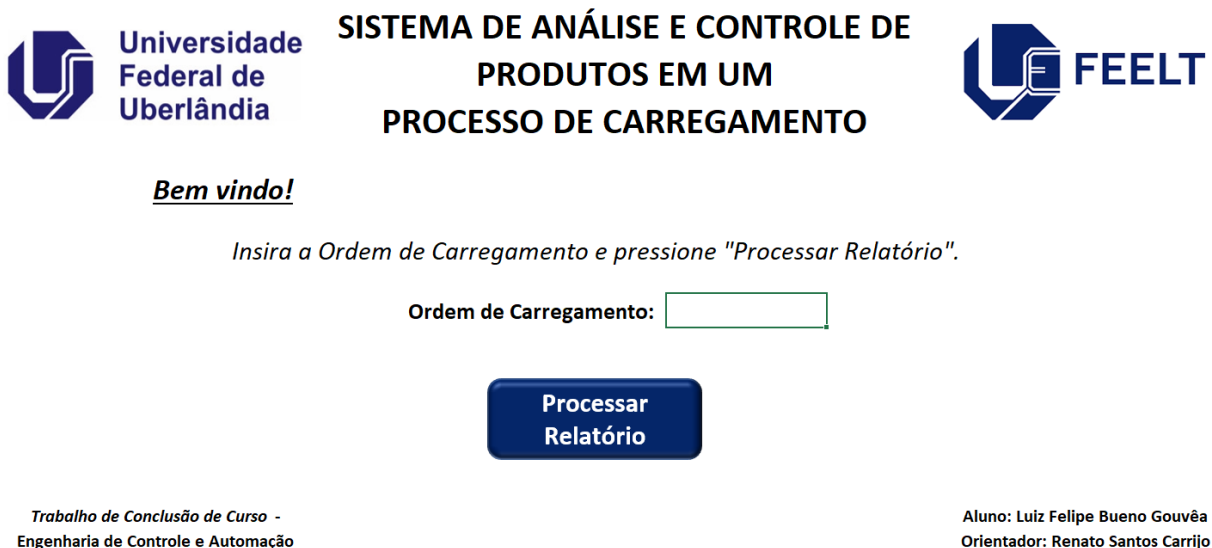 Universidade
Federal de
Uberlândia
SISTEMA DE ANÁLISE E CONTROLE DE
PRODUTOS EM UM
PROCESSO DE CARREGAMENTO
FEELT
Bem vindo!
Insira a Ordem de Carregamento e pressione "Processar Relatório".
Ordem de Carregamento:
Processar
Relatório
Trabalho de Conclusão de Curso -
Engenharia de Controle e Automação
Aluno: Luiz Felipe Bueno Gouvêa
Orientador: Renato Santos Carrijo